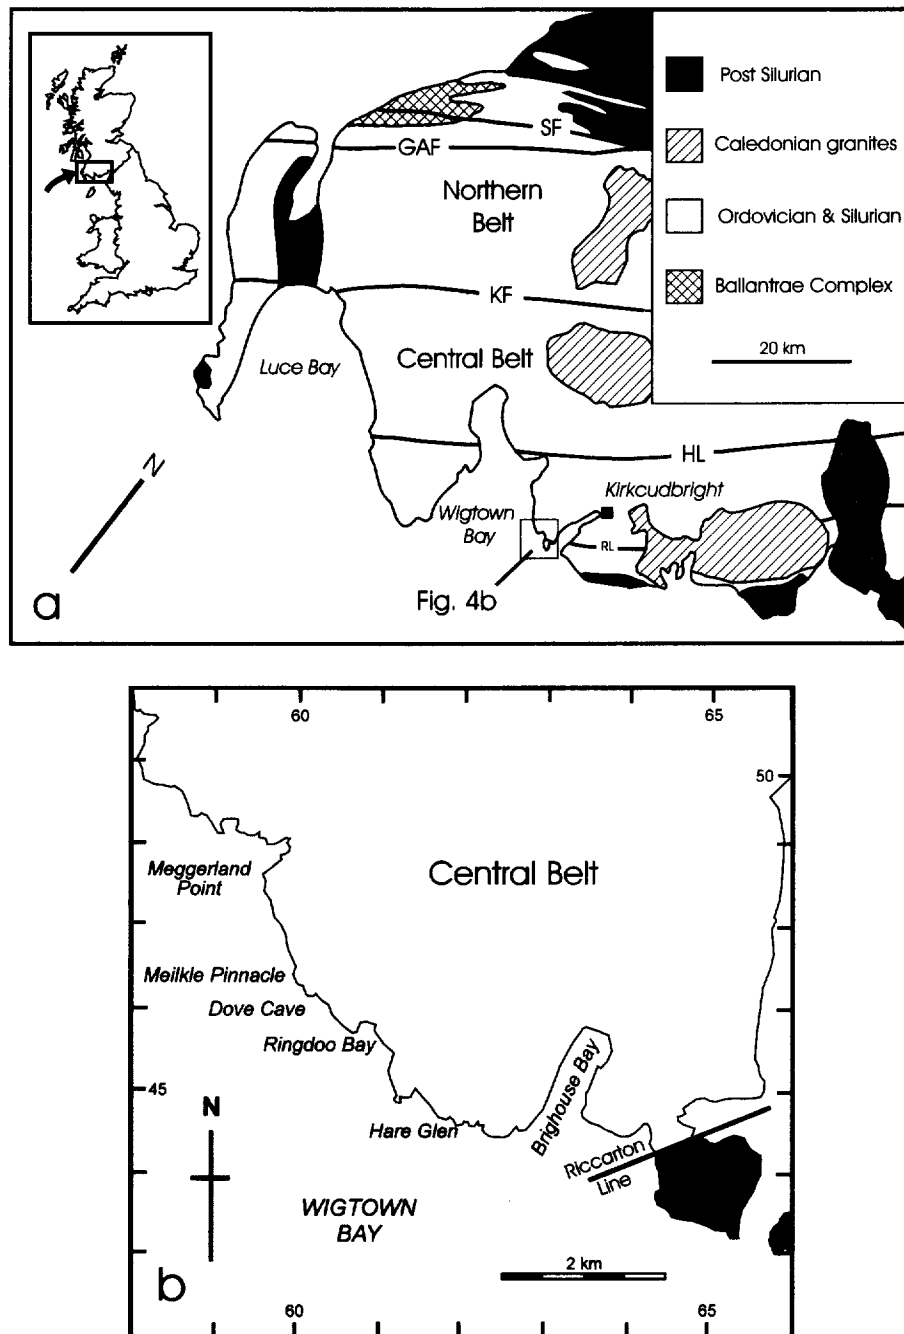 Post Silurian
Caledonian granites
Ordovician & Silurian
Ballantrae Complex
20 km
SF
GAF
Northern
Belt
KF
Central Belt
Luce Bay
HL
Kirkcudbright
Wigtown
Bay
RL
N
Fig. 4b
a
60
65
50
Central Belt
Meggerland
Point
Meilkle Pinnacle
Dove Cave
Ringdoo Bay
45
N
Hare Glen
Brighouse Bay
Riccarton
Line
WIGTOWN
BAY
2 km
b
60
65